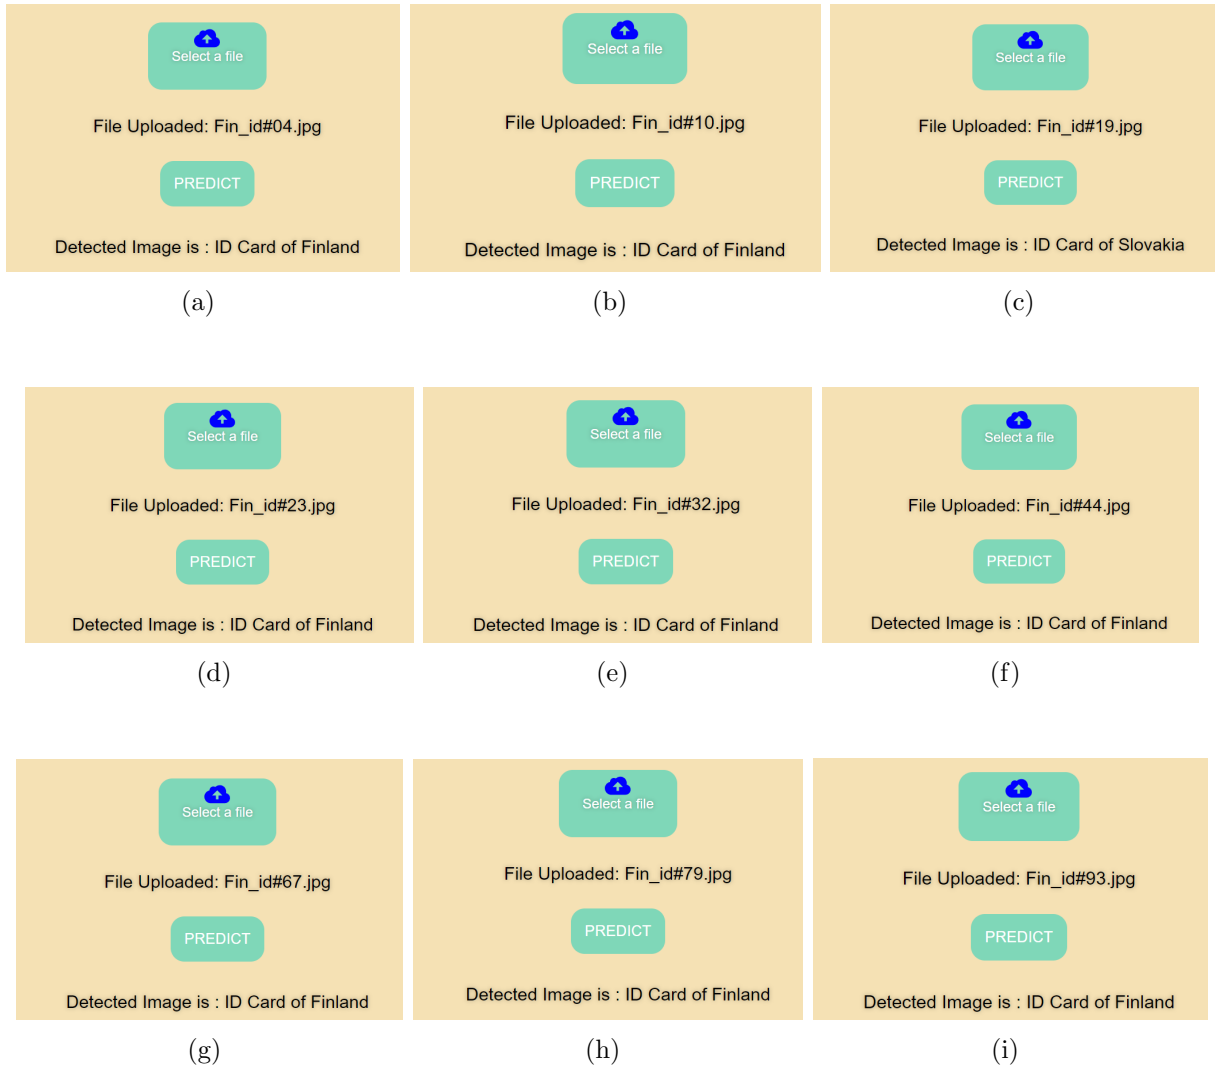 Select a file
File Uploaded: Fin_id#04.jpg
PREDICT
Detected Image is : ID Card of Finland
(a)
Select a file
File Uploaded: Fin_id#10.jpg
PREDICT
Detected Image is : ID Card of Finland
(b)
Select a file
File Uploaded: Fin_id#19.jpg
PREDICT
Detected Image is : ID Card of Slovakia
(c)
Select a file
File Uploaded: Fin_id#23.jpg
PREDICT
Detected Image is : ID Card of Finland
(d)
Select a file
File Uploaded: Fin_id#32.jpg
PREDICT
Detected Image is : ID Card of Finland
(e)
Select a file
File Uploaded: Fin_id#44.jpg
PREDICT
Detected Image is : ID Card of Finland
(f)
Select a file
File Uploaded: Fin_id#67.jpg
PREDICT
Detected Image is : ID Card of Finland
(g)
Select a file
File Uploaded: Fin_id#79.jpg
PREDICT
Detected Image is : ID Card of Finland
(h)
Select a file
File Uploaded: Fin_id#93.jpg
PREDICT
Detected Image is : ID Card of Finland
(i)